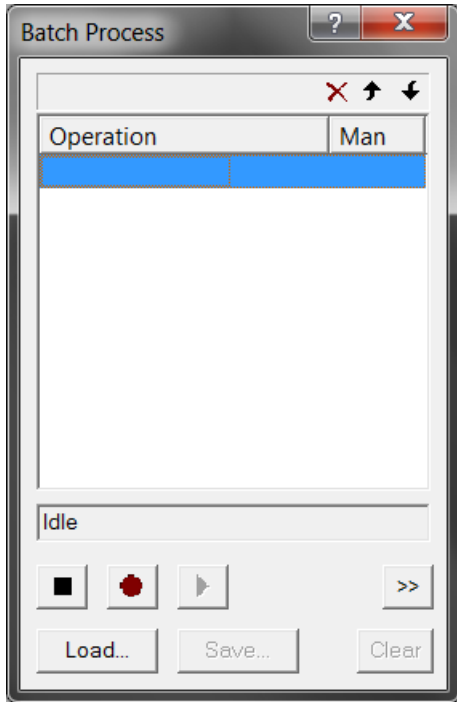 Batch Process
Operation Man
Idle
>>
Load... Save... Clear